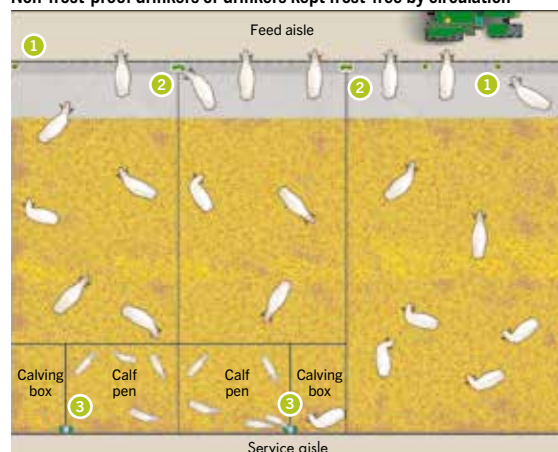 Non-frost-proof drinkers or drinkers kept frost-free by circulation
Feed aisle
1
2
2
1
Calving
box
Calf
pen
Calf
pen
Calving
box
3
3
Service aisle